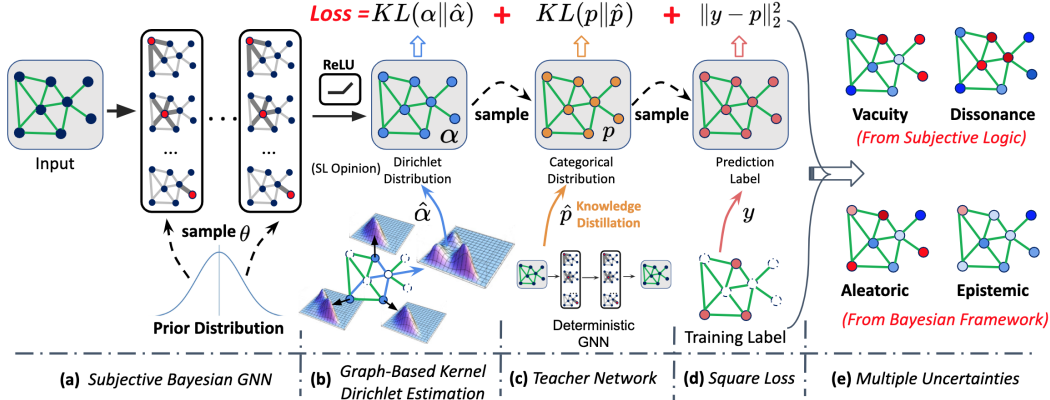 Loss = KL(α∥α̂) + KL(p∥p̂) + ∥y − p∥₂²
ReLU
α
sample
p
sample
Input
...
...
...
(SL Opinion)
Dirichlet
Distribution
Categorical
Distribution
Prediction
Label
Vacuity
Dissonance
(From Subjective Logic)
sample θ
α̂
p̂
Knowledge
Distillation
y
Prior Distribution
Deterministic
GNN
Training Label
Aleatoric
Epistemic
(From Bayesian Framework)
(a) Subjective Bayesian GNN
(b) Graph-Based Kernel
Dirichlet Estimation
(c) Teacher Network
(d) Square Loss
(e) Multiple Uncertainties